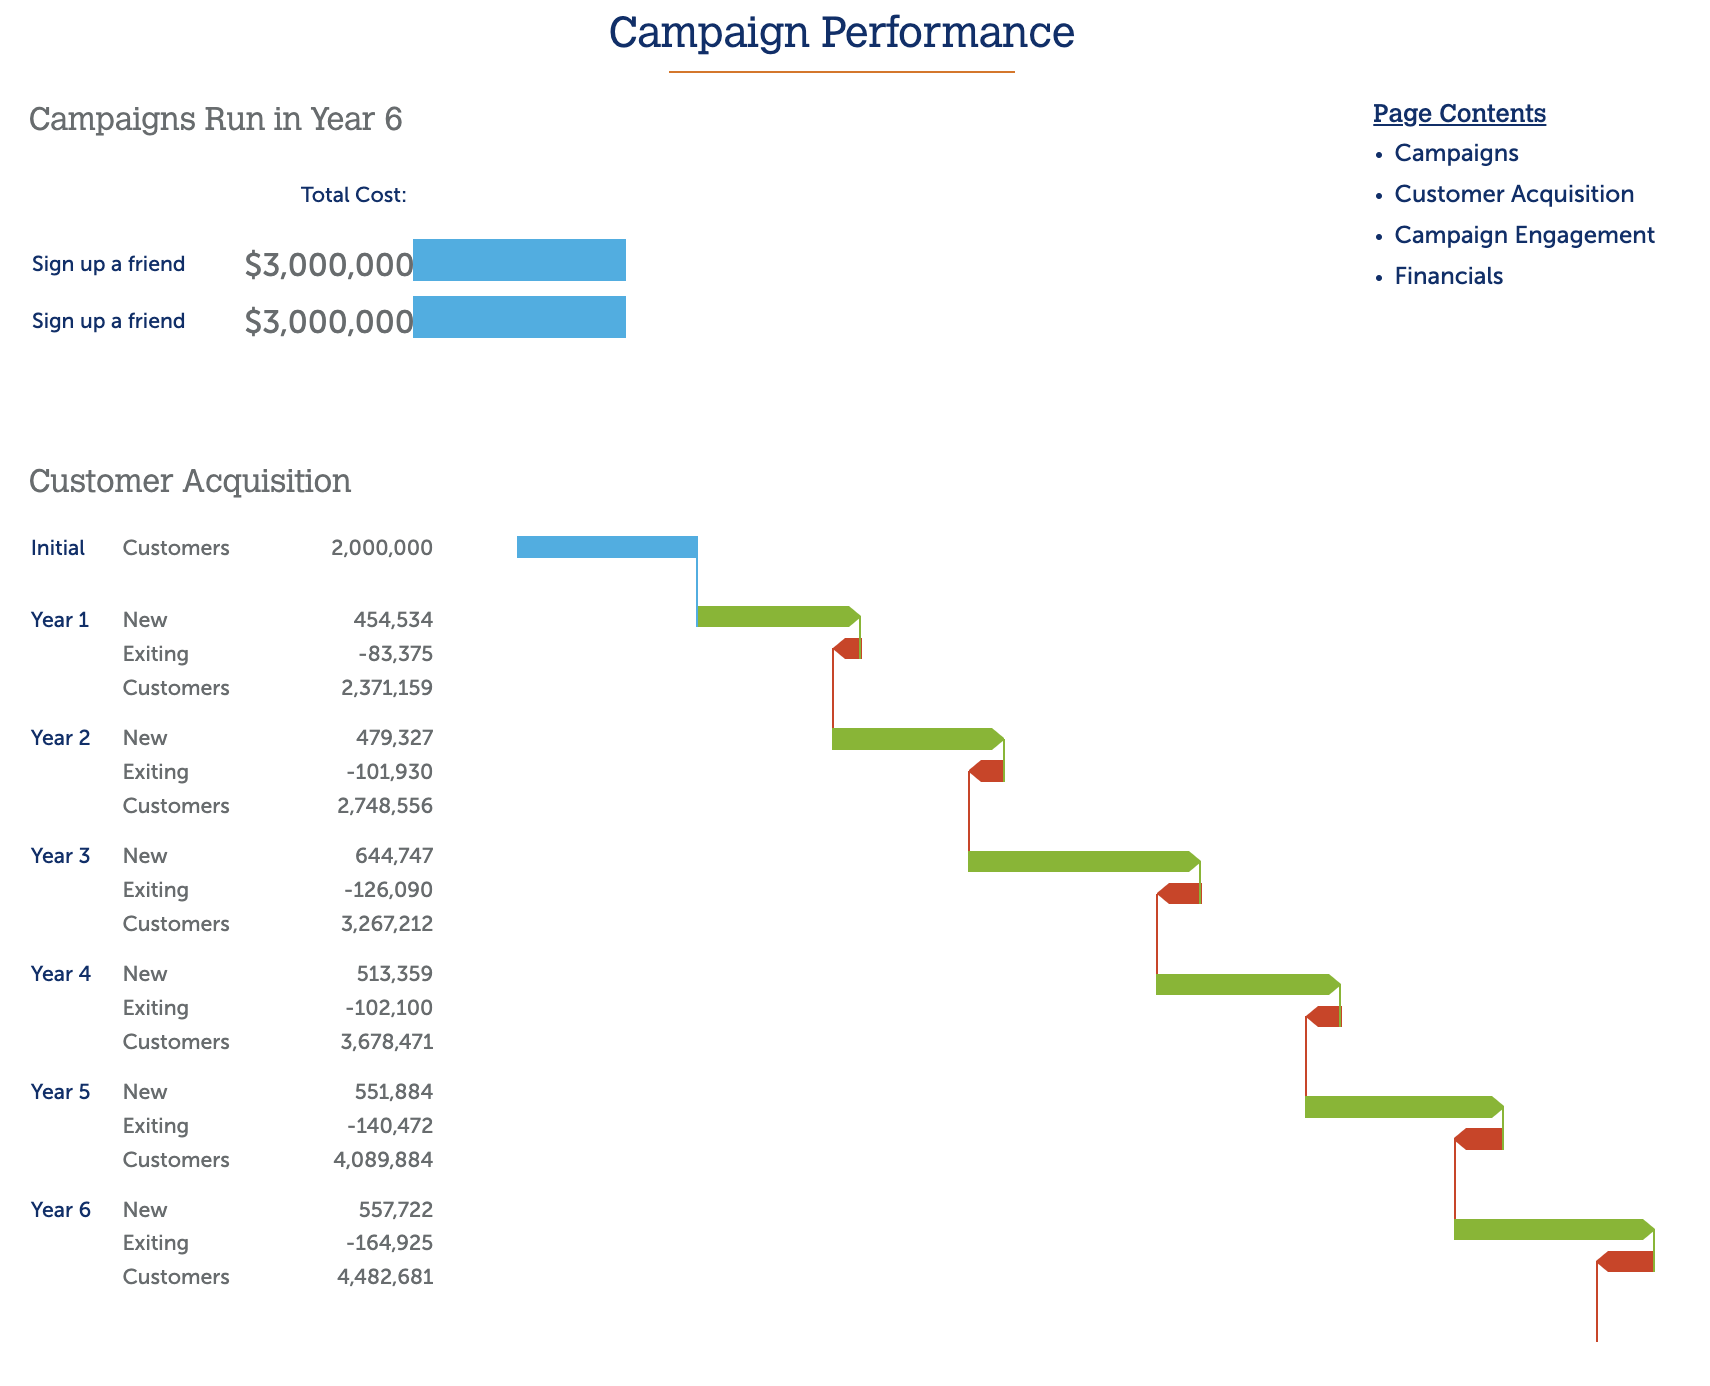 Campaign Performance
Campaigns Run in Year 6
Page Contents
• Campaigns
• Customer Acquisition
• Campaign Engagement
• Financials
Total Cost:
Sign up a friend $3,000,000
Sign up a friend $3,000,000
Customer Acquisition
Initial Customers 2,000,000
Year 1 New 454,534
Exiting -83,375
Customers 2,371,159
Year 2 New 479,327
Exiting -101,930
Customers 2,748,556
Year 3 New 644,747
Exiting -126,090
Customers 3,267,212
Year 4 New 513,359
Exiting -102,100
Customers 3,678,471
Year 5 New 551,884
Exiting -140,472
Customers 4,089,884
Year 6 New 557,722
Exiting -164,925
Customers 4,482,681